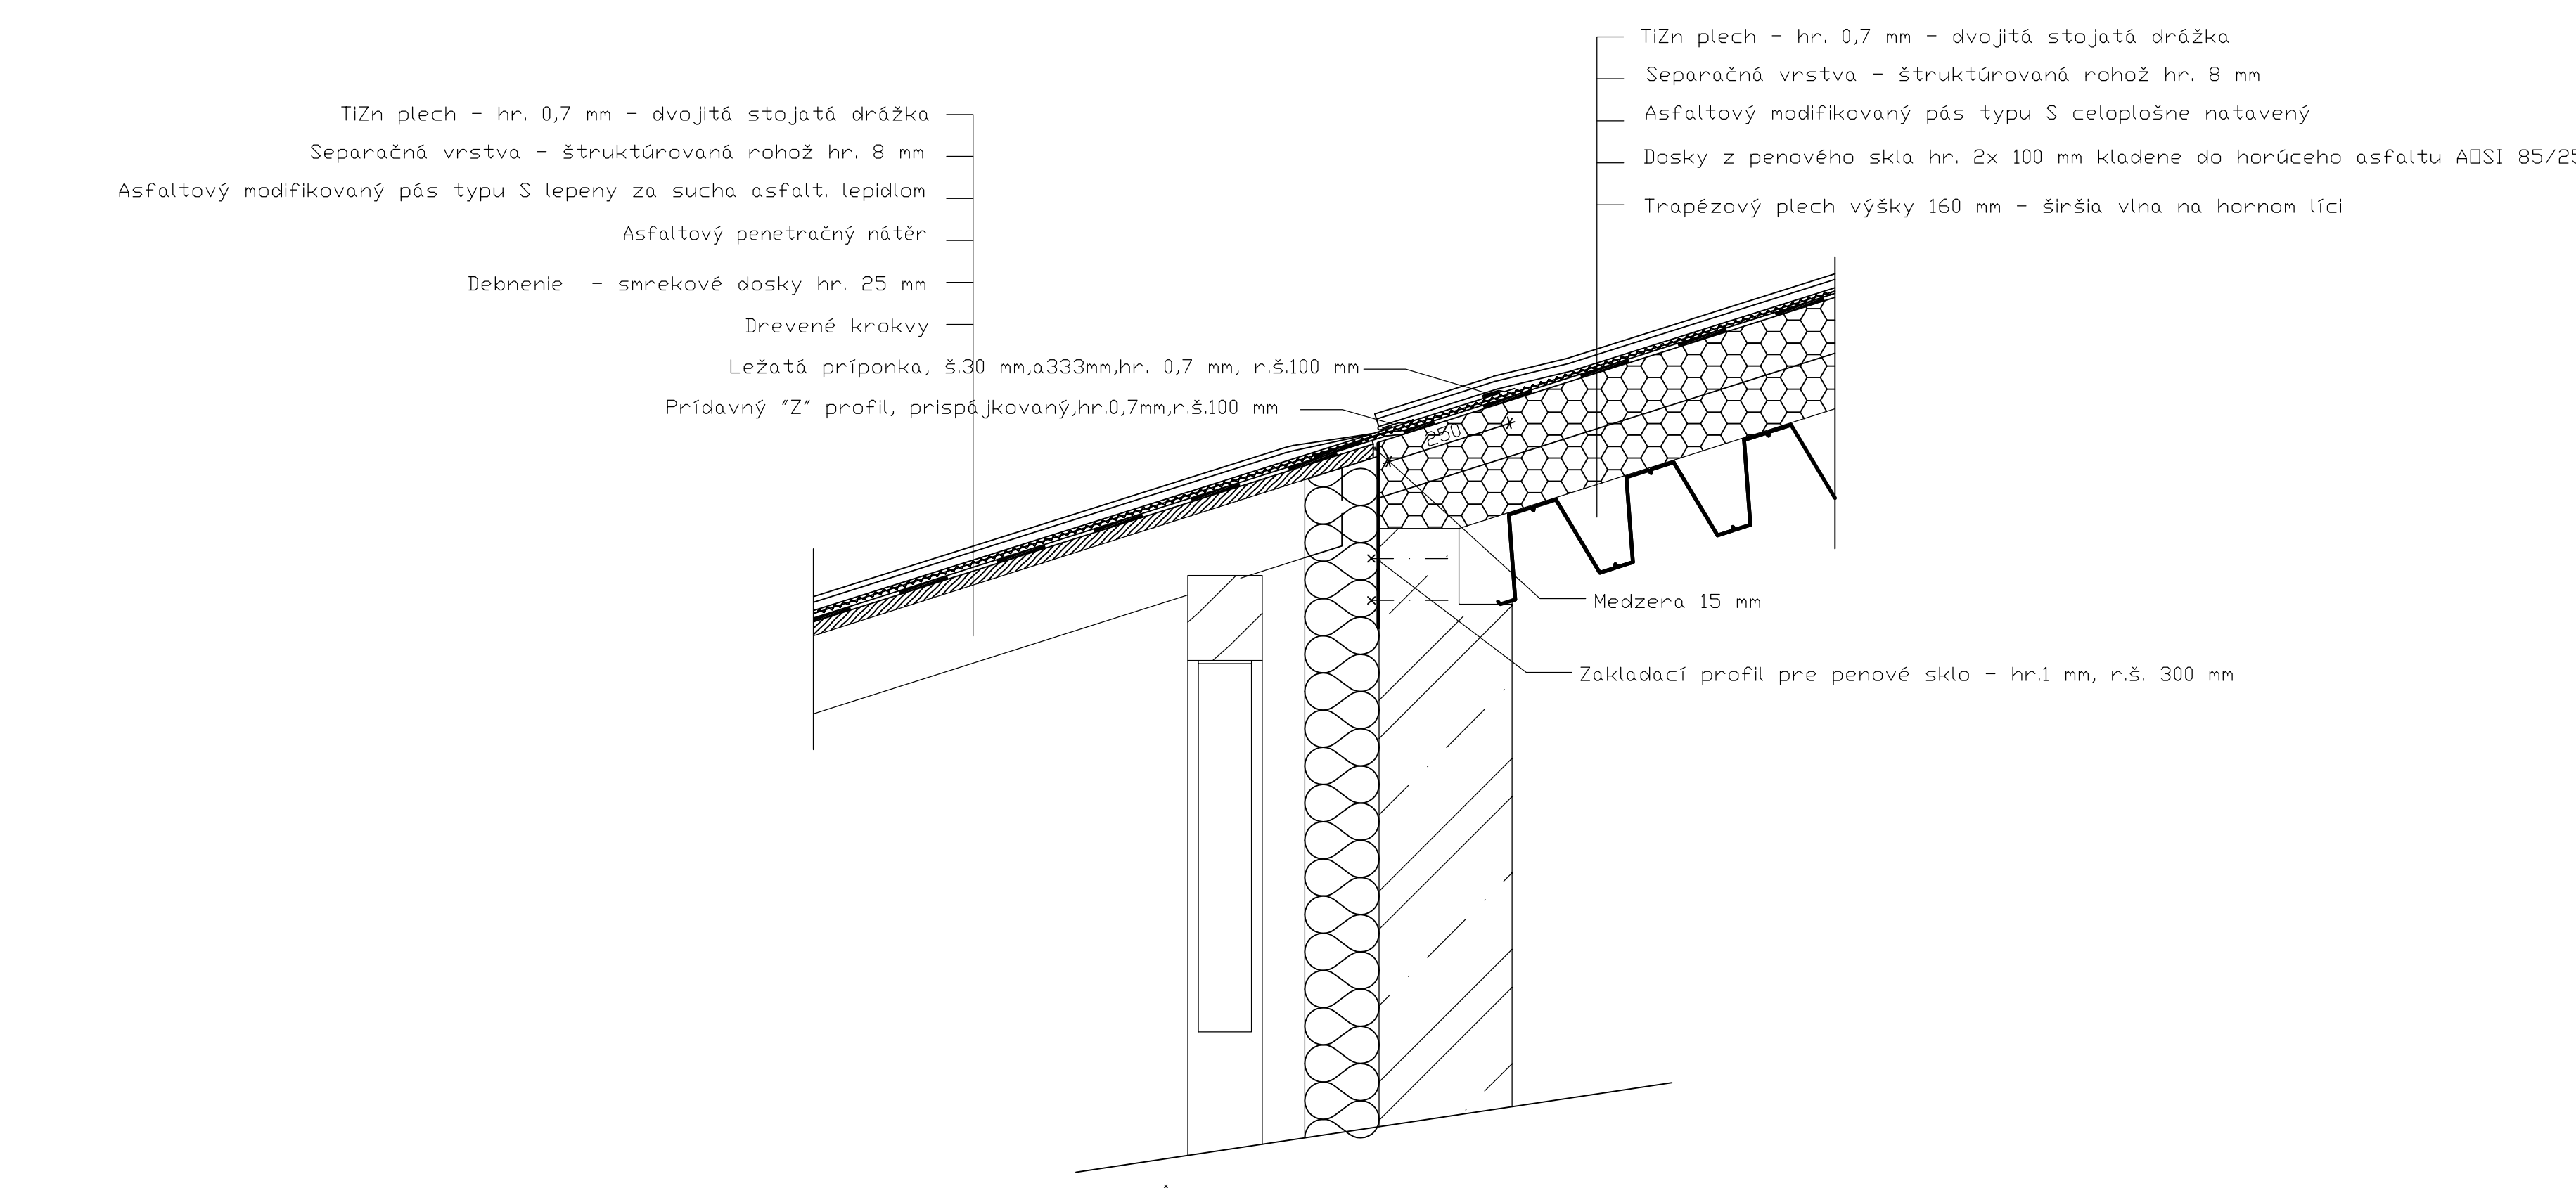 TiZn plech - hr. 0,7 mm - dvojitá stojatá drážka
Separačná vrstva - štruktúrovaná rohož hr. 8 mm
Asfaltový modifikovaný pás typu S lepeny za sucha asfalt. lepidlom
Asfaltový penetračný nátěr
Debnenie - smrekové dosky hr. 25 mm
Drevené krokvy
Ležatá príponka, š.30 mm,a333mm,hr. 0,7 mm, r.š.100 mm
Prídavný "Z" profil, prispájkovaný,hr.0,7mm,r.š.100 mm
TiZn plech - hr. 0,7 mm - dvojitá stojatá drážka
Separačná vrstva - štruktúrovaná rohož hr. 8 mm
Asfaltový modifikovaný pás typu S celoplošne natavený
Dosky z penového skla hr. 2x 100 mm kladene do horúceho asfaltu A□SI 85/25
Trapézový plech výšky 160 mm - širšia vlna na hornom líci
250
Medzera 15 mm
Zakladací profil pre penové sklo - hr.1 mm, r.š. 300 mm